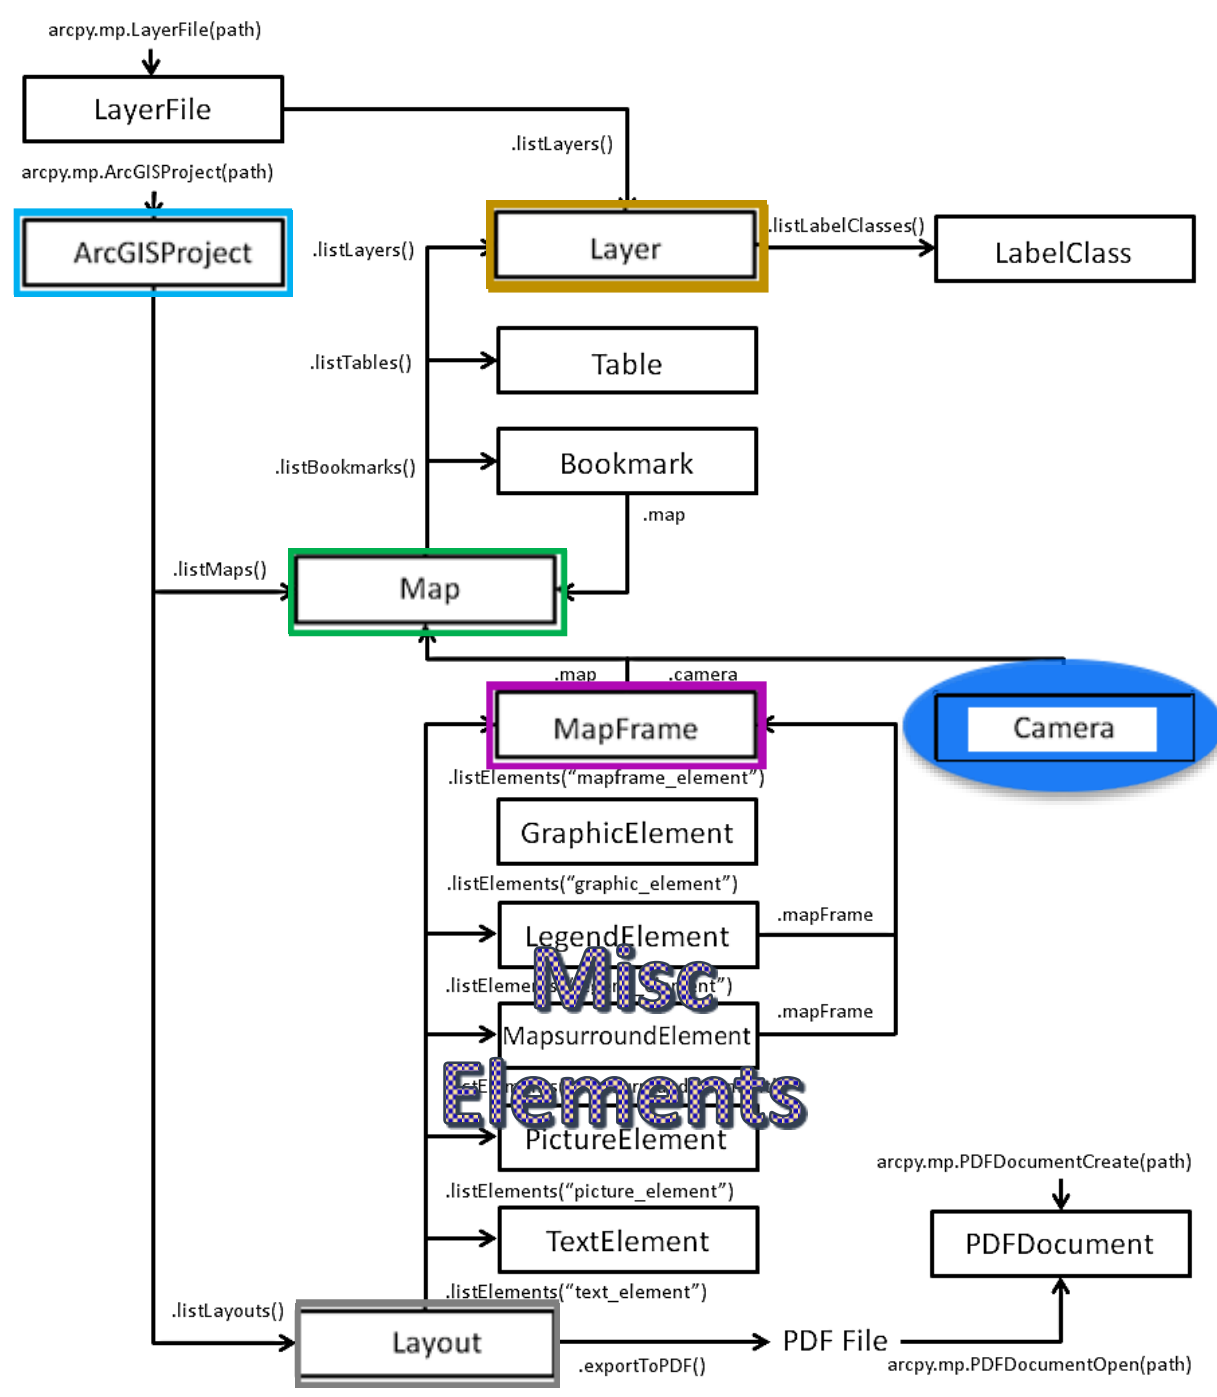 arcpy.mp.LayerFile(path)
LayerFile
.listLayers()
arcpy.mp.ArcGISProject(path)
ArcGISProject
.listLayers()
Layer
.listLabelClasses()
LabelClass
.listTables()
Table
.listBookmarks()
Bookmark
.map
.listMaps()
Map
.map
.camera
MapFrame
Camera
.listElements(“mapframe_element”)
GraphicElement
.listElements(“graphic_element”)
LegendElement
.mapFrame
Misc
MapsurroundElement
.mapFrame
Elements
PictureElement
.listElements(“picture_element”)
TextElement
.listElements(“text_element”)
arcpy.mp.PDFDocumentCreate(path)
PDFDocument
.listLayouts()
Layout
.exportToPDF()
PDF File
arcpy.mp.PDFDocumentOpen(path)